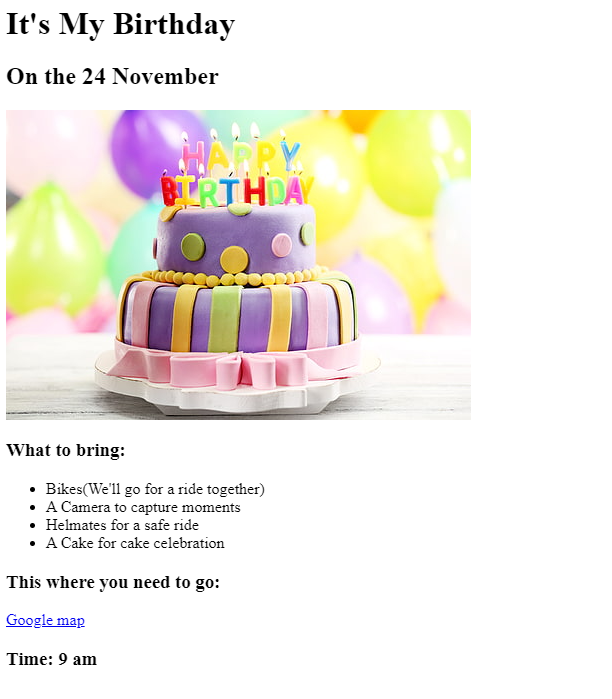 It's My Birthday
On the 24 November
HAPPY
BIRTHDAY
What to bring:
Bikes(We'll go for a ride together)
A Camera to capture moments
Helmates for a safe ride
A Cake for cake celebration
This where you need to go:
Google map
Time: 9 am